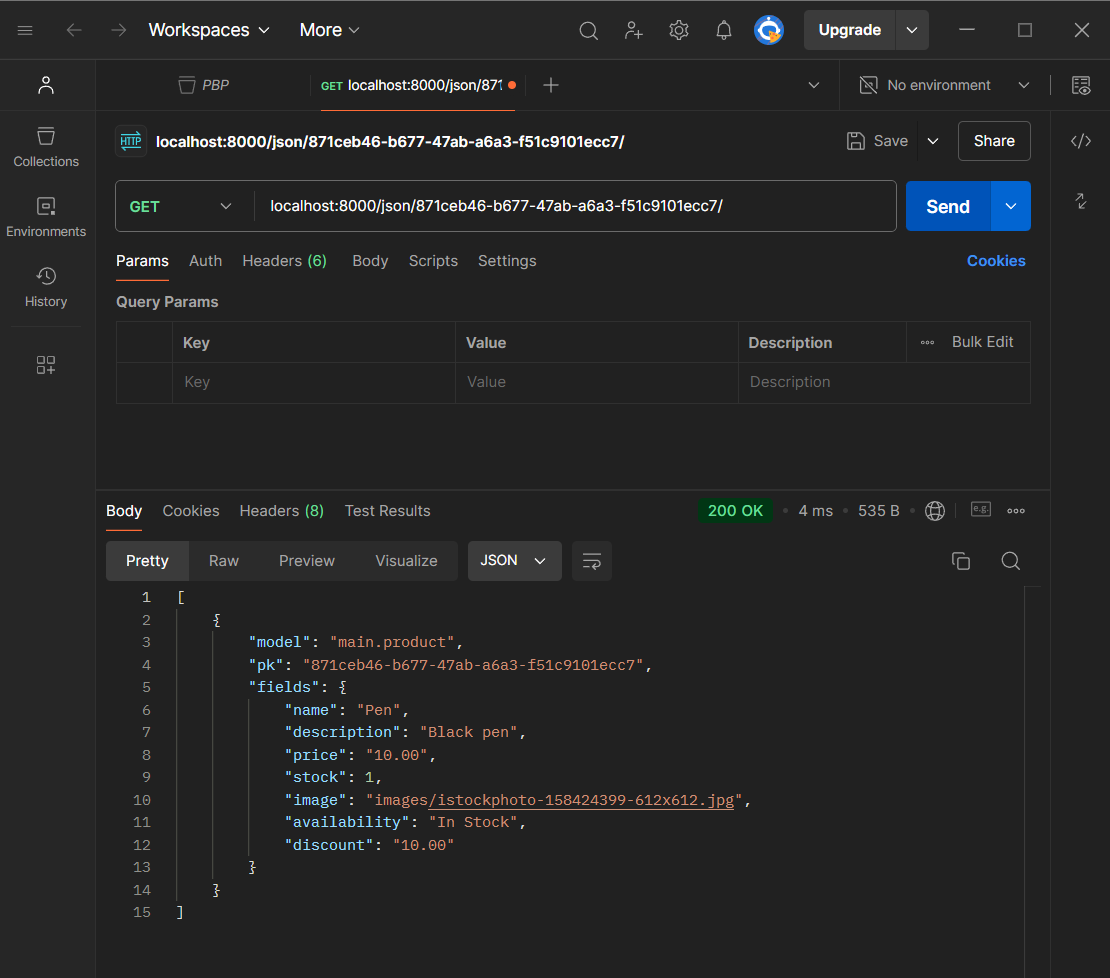 Workspaces More Upgrade
PBP GET localhost:8000/json/871 No environment
HTTP localhost:8000/json/871ceb46-b677-47ab-a6a3-f51c9101ecc7/ Save Share
Collections
Environments
History
GET localhost:8000/json/871ceb46-b677-47ab-a6a3-f51c9101ecc7/ Send
Params Auth Headers (6) Body Scripts Settings Cookies
Query Params
Key Value Description Bulk Edit
Key Value Description
Body Cookies Headers (8) Test Results 200 OK • 4 ms • 535 B • e.g.
Pretty Raw Preview Visualize JSON
1 [
2 {
3 "model": "main.product",
4 "pk": "871ceb46-b677-47ab-a6a3-f51c9101ecc7",
5 "fields": {
6 "name": "Pen",
7 "description": "Black pen",
8 "price": "10.00",
9 "stock": 1,
10 "image": "images/istockphoto-158424399-612x612.jpg",
11 "availability": "In Stock",
12 "discount": "10.00"
13 }
14 }
15 ]